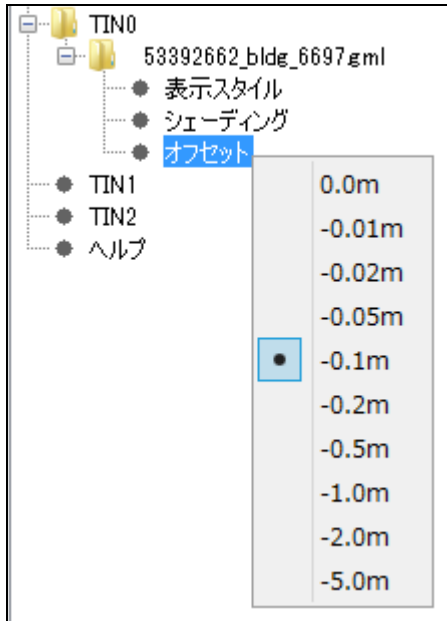 TIN0
53392662_bldg_6697.gml
表示スタイル
シェーディング
オフセット
TIN1
TIN2
ヘルプ
0.0m
-0.01m
-0.02m
-0.05m
-0.1m
-0.2m
-0.5m
-1.0m
-2.0m
-5.0m